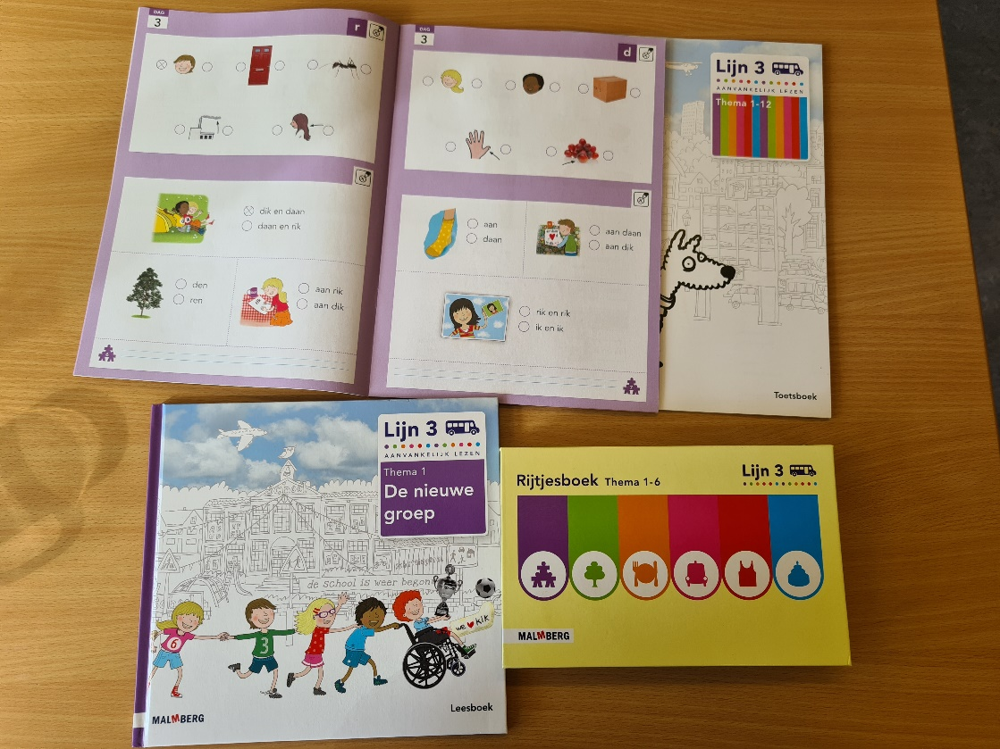 DAG
3
r
dik en daan
daan en rik
den
ren
aan rik
aan dik
DAG
3
d
aan
daan
aan daan
aan dik
rik en rik
ik en ik
Lijn 3
AANVANKELIJK LEZEN
Thema 1-12
Toetsboek
Lijn 3
AANVANKELIJK LEZEN
Thema 1
De nieuwe
groep
de school is weer begon
we ❤ KIK
6
3
MALMBERG
Leesboek
Rijtjesboek Thema 1-6
Lijn 3
MALMBERG